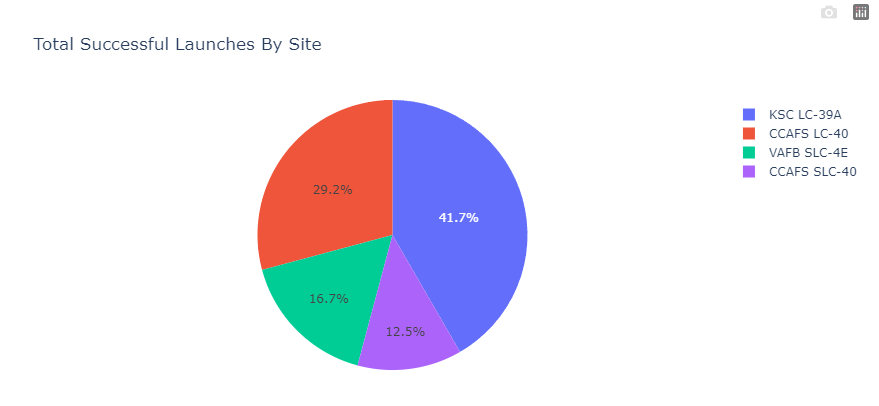 Total Successful Launches By Site
KSC LC-39A
CCAFS LC-40
VAFB SLC-4E
CCAFS SLC-40
29.2%
41.7%
16.7%
12.5%